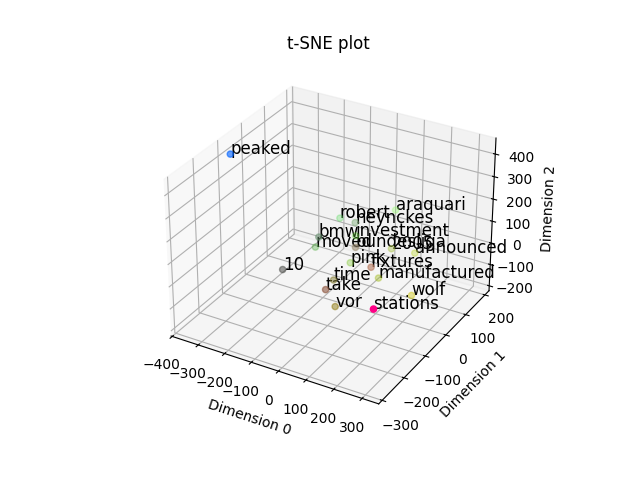 t-SNE plot
peaked
araquari
robert
heynckes
bmw
investment
moved
bundesliga
2005
announced
pink
fixtures
10
time
manufactured
take
wolf
vor
stations
400
300
200
100
0
−100
−200
Dimension 2
200
100
0
−100
−200
−300
Dimension 1
−400
−300
−200
−100
0
100
200
300
Dimension 0